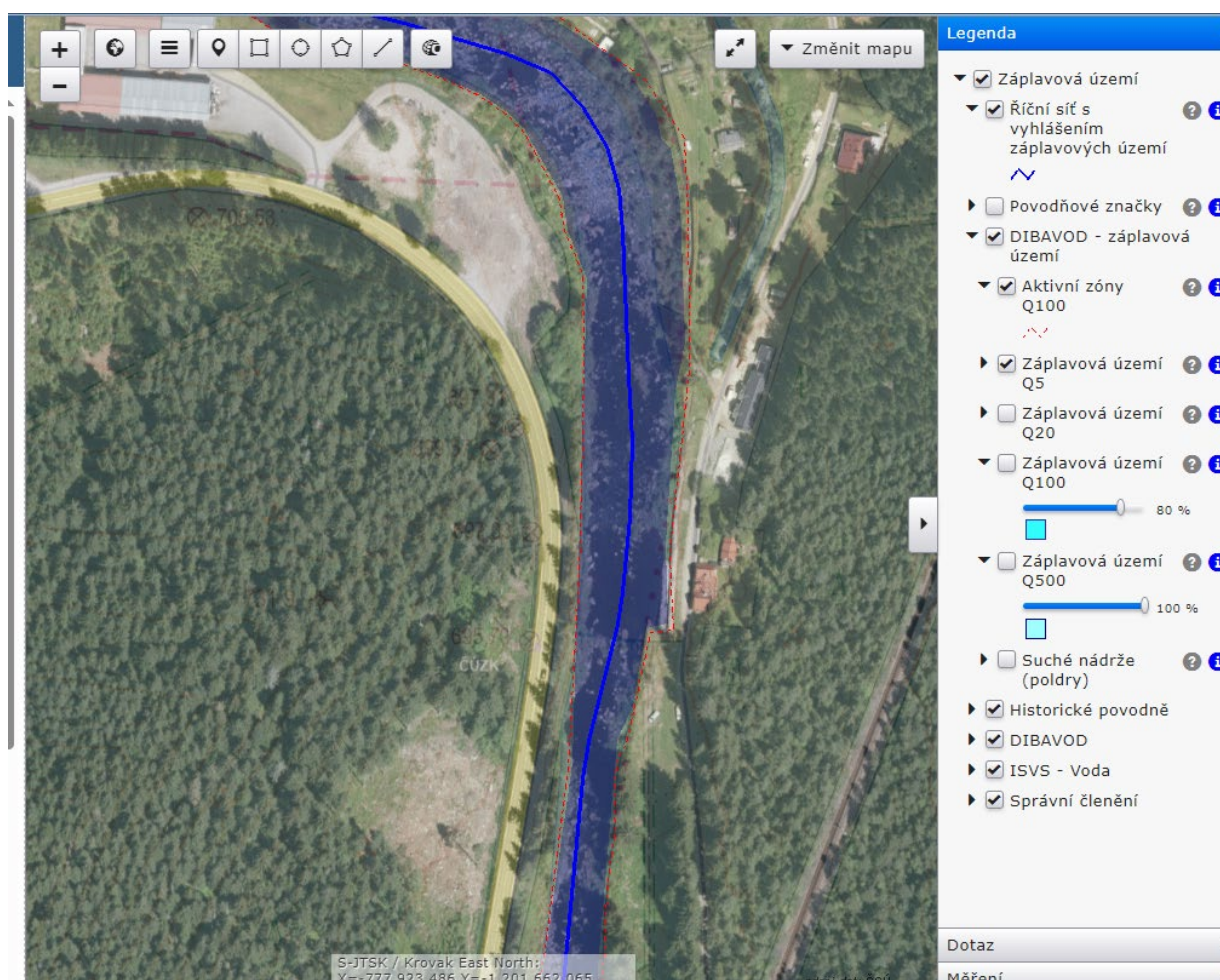 Změnit mapu
ČÚZK
S-JTSK / Krovak East North:
Legenda
Záplavová území
Říční síť s
vyhlášením
záplavových území
Povodňové značky
DIBAVOD - záplavová
území
Aktivní zóny
Q100
Záplavová území
Q5
Záplavová území
Q20
Záplavová území
Q100
80 %
Záplavová území
Q500
100 %
Suché nádrže
(poldry)
Historické povodně
DIBAVOD
ISVS - Voda
Správní členění
Dotaz
Měření